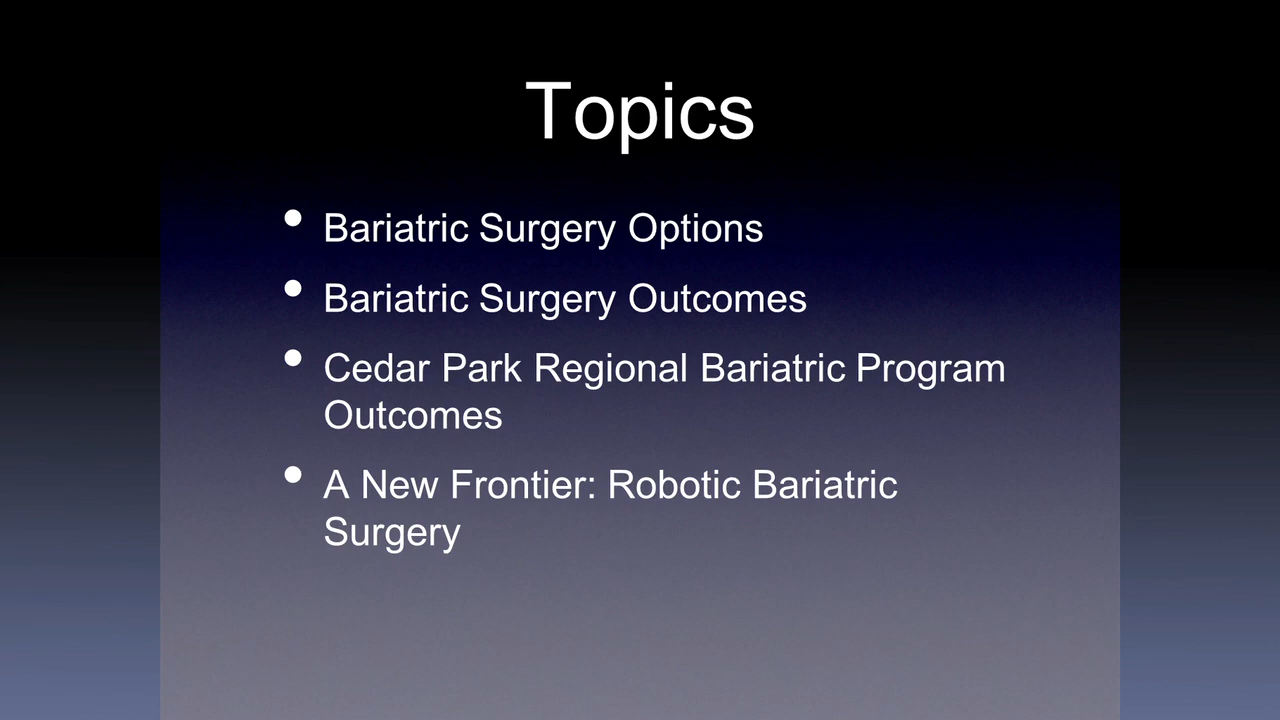 Topics
• Bariatric Surgery Options
• Bariatric Surgery Outcomes
• Cedar Park Regional Bariatric Program
Outcomes
• A New Frontier: Robotic Bariatric
Surgery